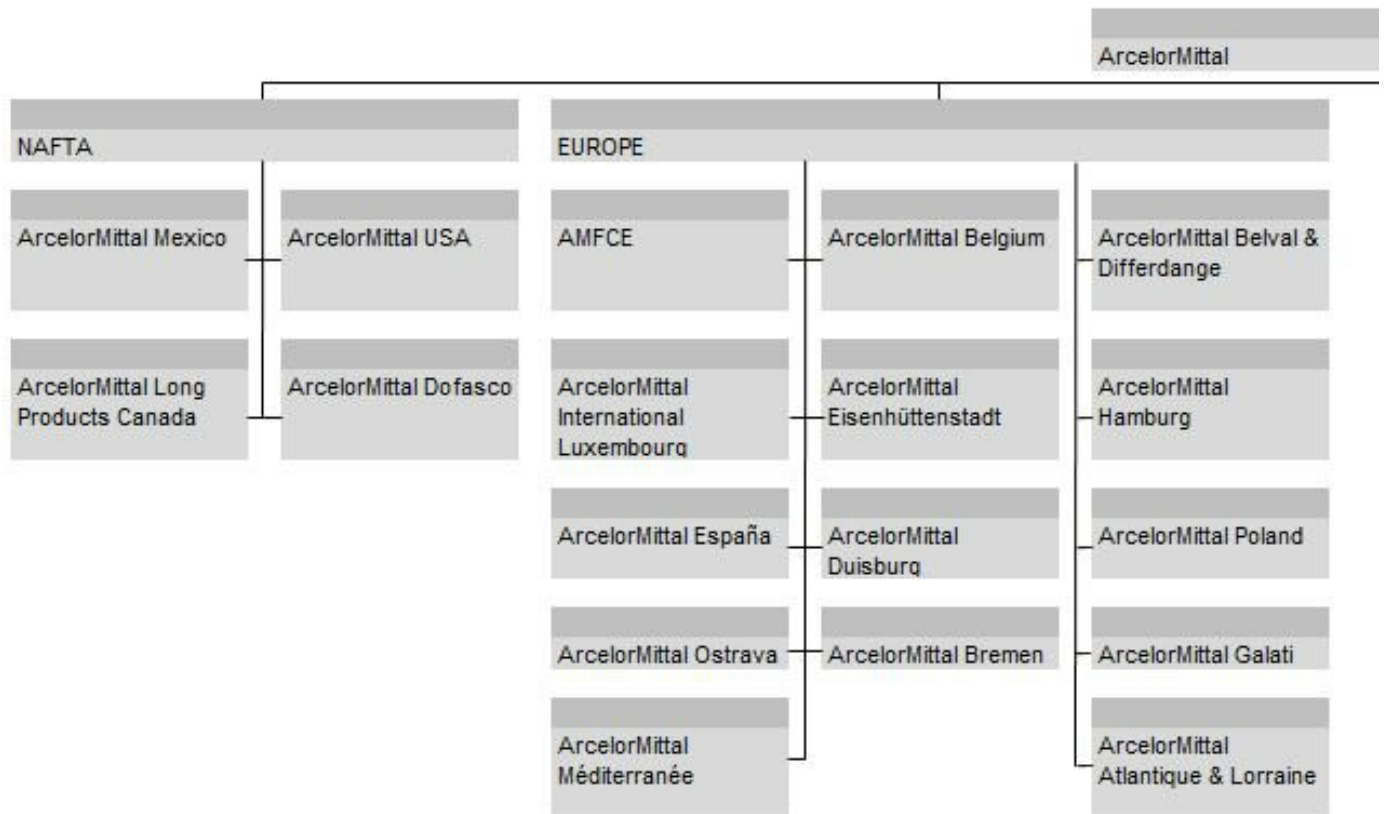 ArcelorMittal
NAFTA
EUROPE
ArcelorMittal Mexico
ArcelorMittal USA
AMFCE
ArcelorMittal Belgium
ArcelorMittal Belval &
Differdange
ArcelorMittal Long
Products Canada
ArcelorMittal Dofasco
ArcelorMittal
International
Luxembourg
ArcelorMittal
Eisenhüttenstadt
ArcelorMittal
Hamburg
ArcelorMittal España
ArcelorMittal
Duisburg
ArcelorMittal Poland
ArcelorMittal Ostrava
ArcelorMittal Bremen
ArcelorMittal Galati
ArcelorMittal
Méditerranée
ArcelorMittal
Atlantique & Lorraine